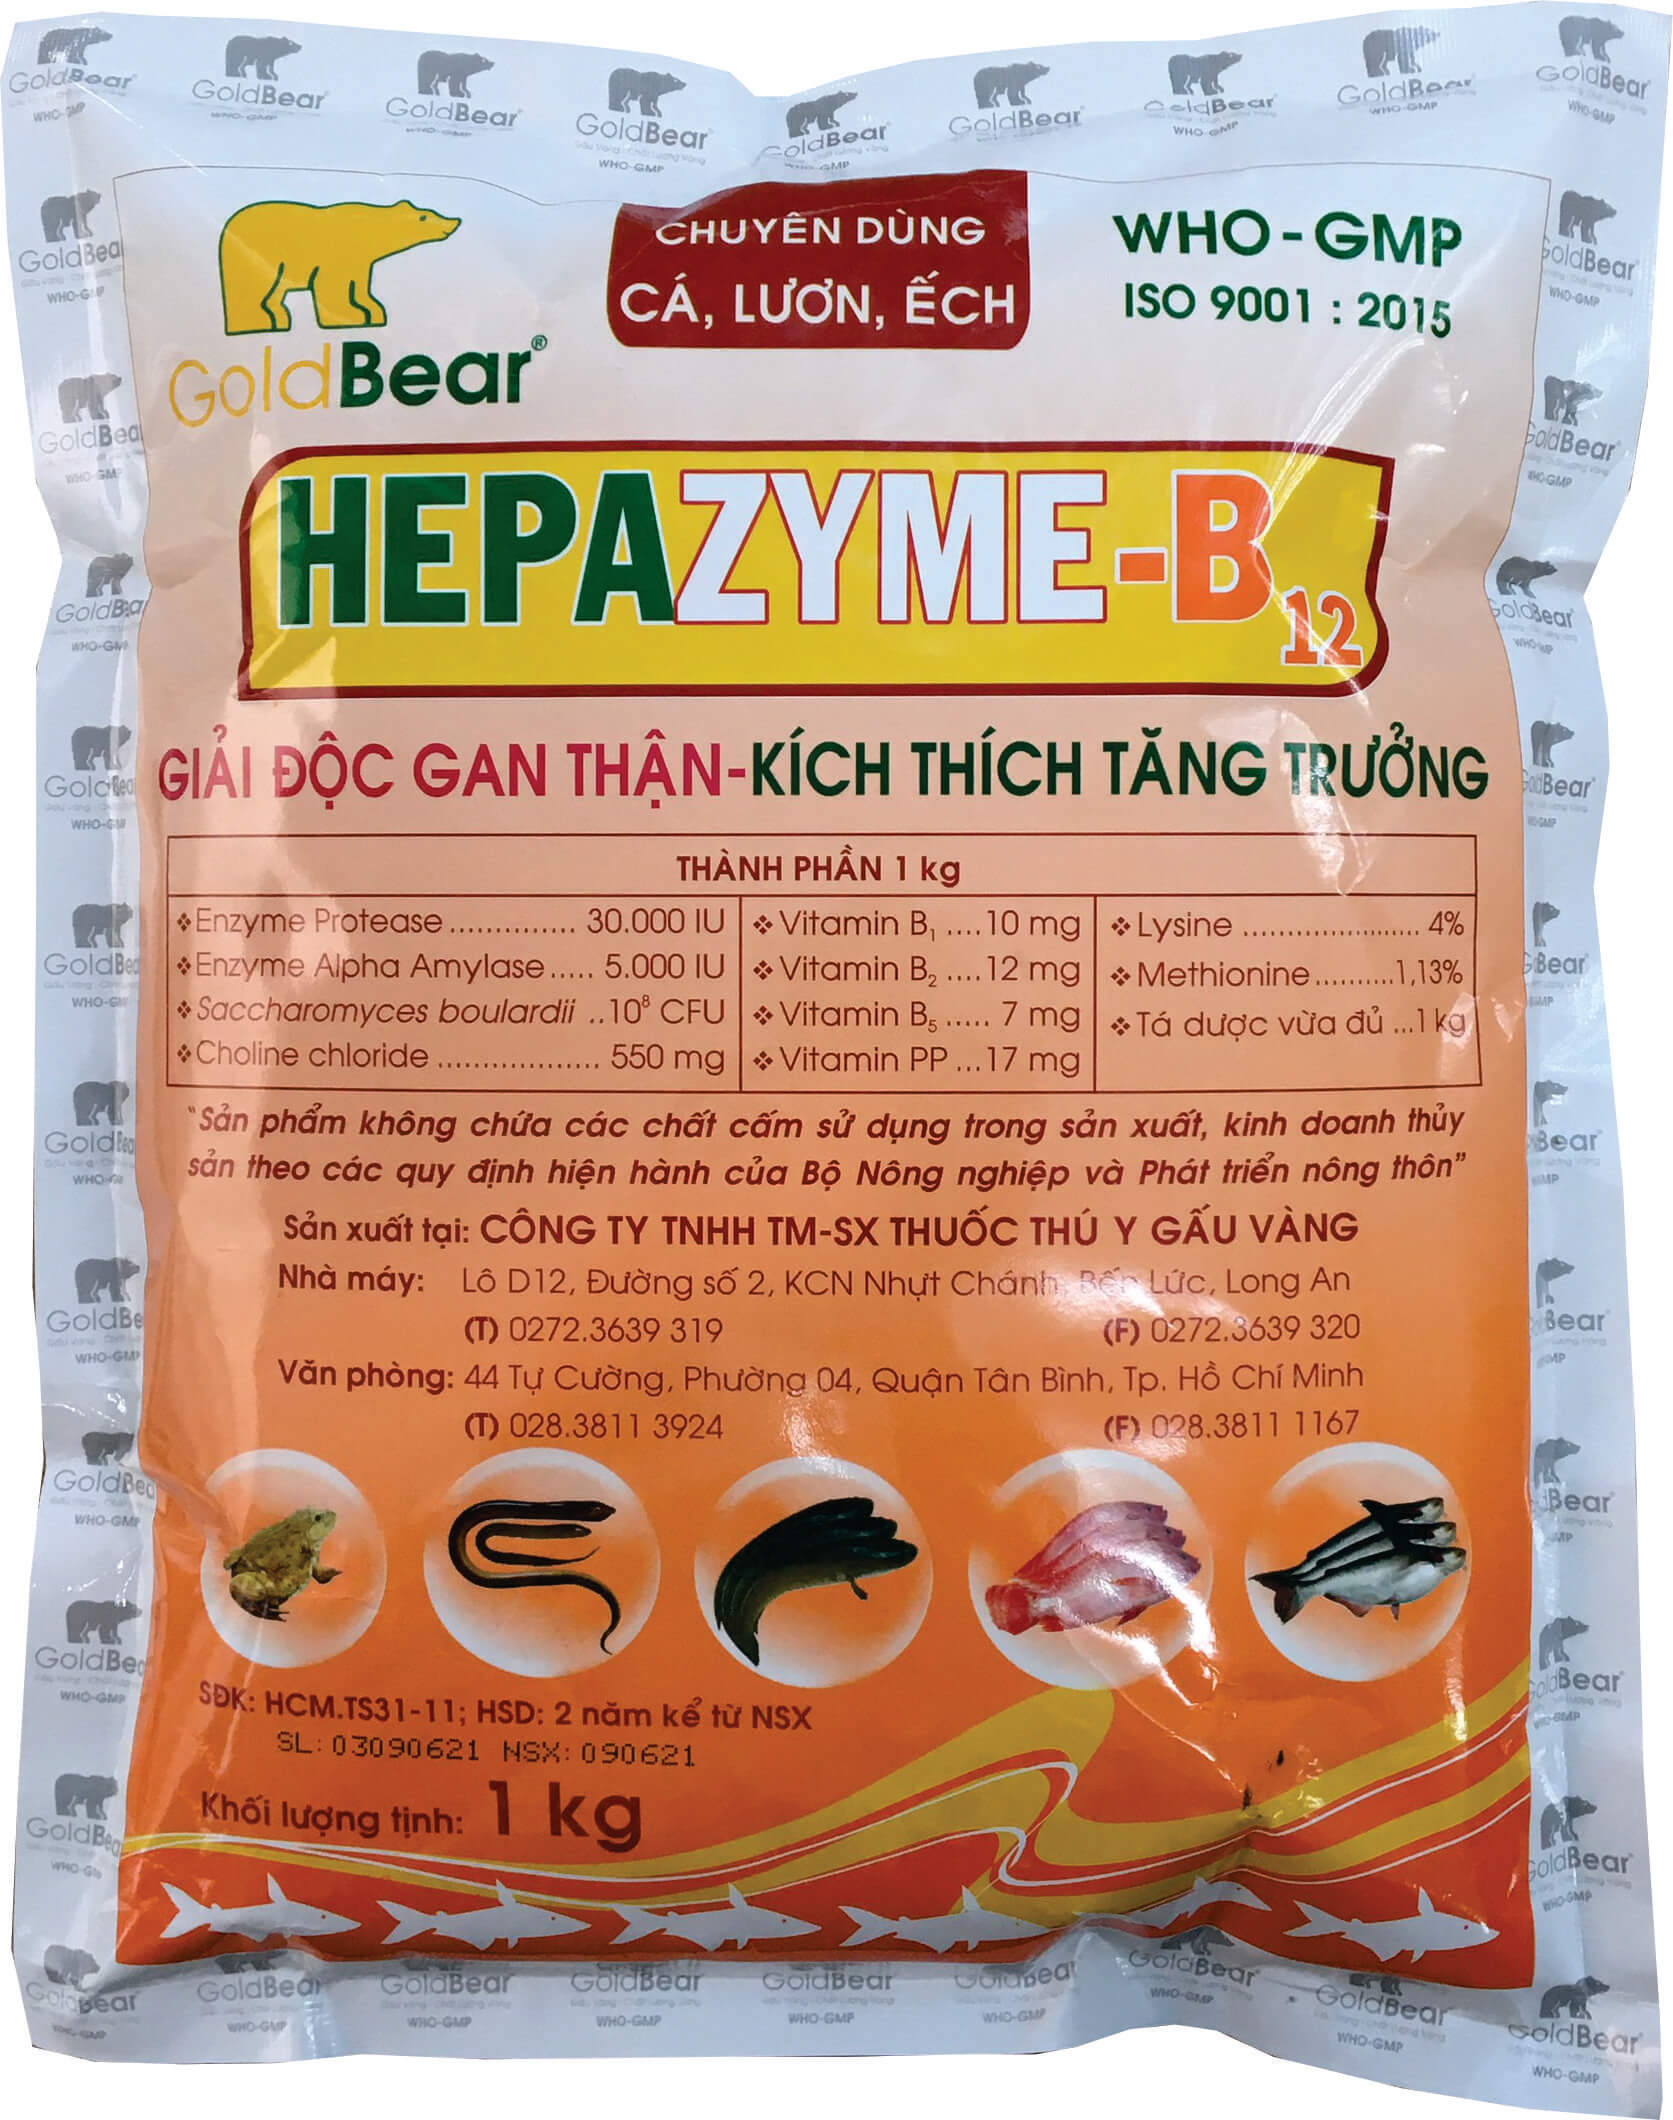 GoldBear®
CHUYÊN DÙNG
CÁ, LƯƠN, ẾCH
WHO - GMP
ISO 9001 : 2015
HEPAZYME-B12
GIẢI ĐỘC GAN THẬN-KÍCH THÍCH TĂNG TRƯỞNG
THÀNH PHẦN 1 kg
❖Enzyme Protease .............. 30.000 IU
❖Enzyme Alpha Amylase ..... 5.000 IU
❖Saccharomyces boulardii ..10⁸ CFU
❖Choline chloride .................. 550 mg
❖Vitamin B₁ ....10 mg
❖Vitamin B₂ ....12 mg
❖Vitamin B₅ ..... 7 mg
❖Vitamin PP ...17 mg
❖Lysine ...................... 4%
❖Methionine..........1,13%
❖Tá dược vừa đủ ...1 kg
"Sản phẩm không chứa các chất cấm sử dụng trong sản xuất, kinh doanh thủy
sản theo các quy định hiện hành của Bộ Nông nghiệp và Phát triển nông thôn"
Sản xuất tại: CÔNG TY TNHH TM-SX THUỐC THÚ Y GẤU VÀNG
Nhà máy: Lô D12, Đường số 2, KCN Nhựt Chánh, Bến Lức, Long An
(T) 0272.3639 319 (F) 0272.3639 320
Văn phòng: 44 Tự Cường, Phường 04, Quận Tân Bình, Tp. Hồ Chí Minh
(T) 028.3811 3924 (F) 028.3811 1167
SĐK: HCM.TS31-11; HSD: 2 năm kể từ NSX
SL: 03090621 NSX: 090621
Khối lượng tịnh: 1 kg